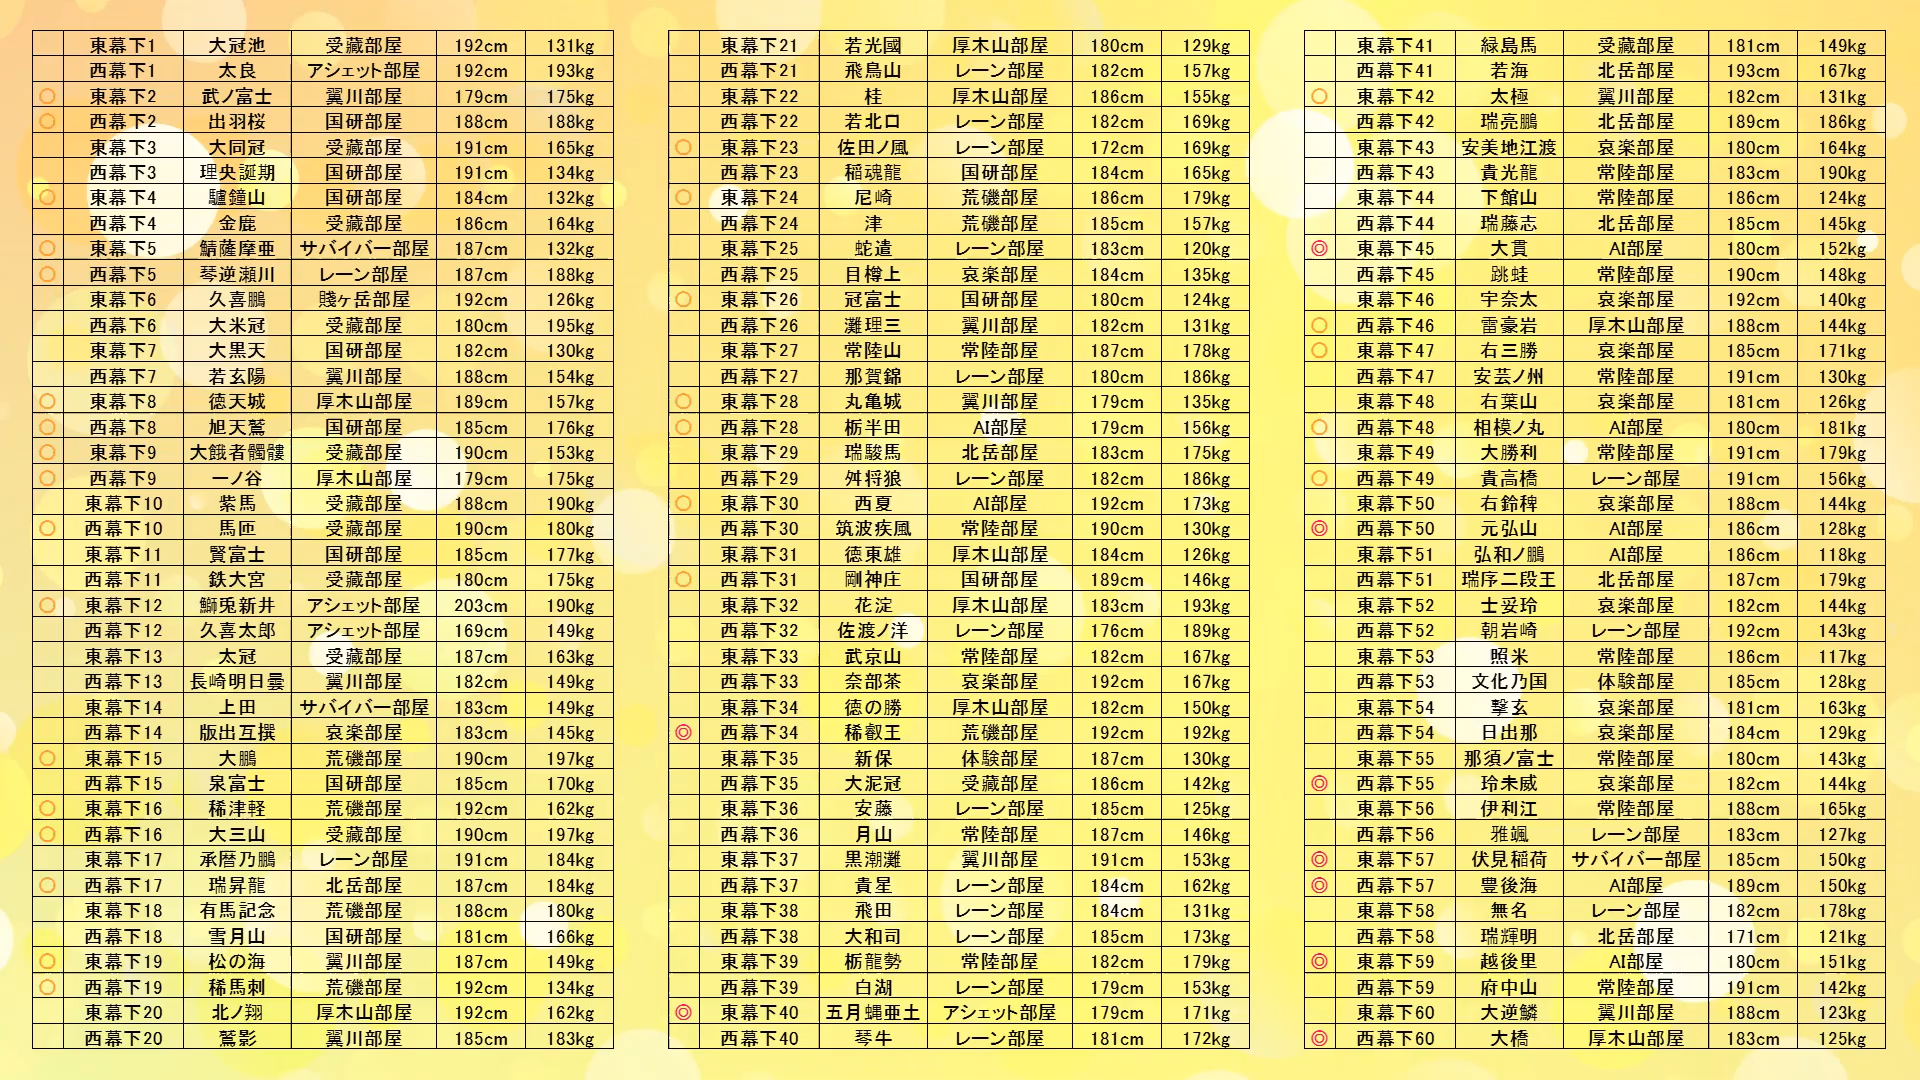 東幕下1 大冠池 受藏部屋 192cm 131kg
西幕下1 太良 アシェット部屋 192cm 193kg
○ 東幕下2 武ノ富士 翼川部屋 179cm 175kg
○ 西幕下2 出羽桜 国研部屋 188cm 188kg
東幕下3 大同冠 受藏部屋 191cm 165kg
西幕下3 理央誕期 国研部屋 191cm 134kg
○ 東幕下4 驢鐘山 国研部屋 184cm 132kg
西幕下4 金鹿 受藏部屋 186cm 164kg
○ 東幕下5 鯖薩摩亜 サバイバー部屋 187cm 132kg
○ 西幕下5 琴逆瀬川 レーン部屋 187cm 188kg
東幕下6 久喜鵬 賤ヶ岳部屋 192cm 126kg
西幕下6 大米冠 受藏部屋 180cm 195kg
東幕下7 大黒天 国研部屋 182cm 130kg
西幕下7 若玄陽 翼川部屋 188cm 154kg
○ 東幕下8 徳天城 厚木山部屋 189cm 157kg
○ 西幕下8 旭天鷲 国研部屋 185cm 176kg
○ 東幕下9 大餓者髑髏 受藏部屋 190cm 153kg
○ 西幕下9 一ノ谷 厚木山部屋 179cm 175kg
東幕下10 紫馬 受藏部屋 188cm 190kg
○ 西幕下10 馬匝 受藏部屋 190cm 180kg
東幕下11 賢富士 国研部屋 185cm 177kg
西幕下11 鉄大宮 受藏部屋 180cm 175kg
○ 東幕下12 鰤兎新井 アシェット部屋 203cm 190kg
西幕下12 久喜太郎 アシェット部屋 169cm 149kg
東幕下13 太冠 受藏部屋 187cm 163kg
西幕下13 長崎明日曇 翼川部屋 182cm 149kg
東幕下14 上田 サバイバー部屋 183cm 149kg
西幕下14 版出互撰 哀楽部屋 183cm 145kg
○ 東幕下15 大鵬 荒磯部屋 190cm 197kg
西幕下15 泉富士 国研部屋 185cm 170kg
○ 東幕下16 稀津軽 荒磯部屋 192cm 162kg
○ 西幕下16 大三山 受藏部屋 190cm 197kg
東幕下17 承暦乃鵬 レーン部屋 191cm 184kg
○ 西幕下17 瑞昇龍 北岳部屋 187cm 184kg
東幕下18 有馬記念 荒磯部屋 188cm 180kg
西幕下18 雪月山 国研部屋 181cm 166kg
○ 東幕下19 松の海 翼川部屋 187cm 149kg
○ 西幕下19 稀馬刺 荒磯部屋 192cm 134kg
東幕下20 北ノ翔 厚木山部屋 192cm 162kg
西幕下20 鷲影 翼川部屋 185cm 183kg
東幕下21 若光國 厚木山部屋 180cm 129kg
西幕下21 飛鳥山 レーン部屋 182cm 157kg
東幕下22 桂 厚木山部屋 186cm 155kg
西幕下22 若北口 レーン部屋 182cm 169kg
○ 東幕下23 佐田ノ風 レーン部屋 172cm 169kg
西幕下23 稲魂龍 国研部屋 184cm 165kg
○ 東幕下24 尼崎 荒磯部屋 186cm 179kg
西幕下24 津 荒磯部屋 185cm 157kg
東幕下25 蛇遣 レーン部屋 183cm 120kg
西幕下25 目樽上 哀楽部屋 184cm 135kg
○ 東幕下26 冠富士 国研部屋 180cm 124kg
西幕下26 灘理三 翼川部屋 182cm 131kg
東幕下27 常陸山 常陸部屋 187cm 178kg
西幕下27 那賀錦 レーン部屋 180cm 186kg
○ 東幕下28 丸亀城 翼川部屋 179cm 135kg
○ 西幕下28 栃半田 AI部屋 179cm 156kg
東幕下29 瑞駿馬 北岳部屋 183cm 175kg
西幕下29 舛将狼 レーン部屋 182cm 186kg
○ 東幕下30 西夏 AI部屋 192cm 173kg
西幕下30 筑波疾風 常陸部屋 190cm 130kg
東幕下31 徳東雄 厚木山部屋 184cm 126kg
○ 西幕下31 剛神庄 国研部屋 189cm 146kg
東幕下32 花淀 厚木山部屋 183cm 193kg
西幕下32 佐渡ノ洋 レーン部屋 176cm 189kg
東幕下33 武京山 常陸部屋 182cm 167kg
西幕下33 奈部茶 哀楽部屋 192cm 167kg
東幕下34 徳の勝 厚木山部屋 182cm 150kg
◎ 西幕下34 稀叡王 荒磯部屋 192cm 192kg
東幕下35 新保 体験部屋 187cm 130kg
西幕下35 大泥冠 受藏部屋 186cm 142kg
東幕下36 安藤 レーン部屋 185cm 125kg
西幕下36 月山 常陸部屋 187cm 146kg
東幕下37 黒潮灘 翼川部屋 191cm 153kg
西幕下37 貴星 レーン部屋 184cm 162kg
東幕下38 飛田 レーン部屋 184cm 131kg
西幕下38 大和司 レーン部屋 185cm 173kg
東幕下39 栃龍勢 常陸部屋 182cm 179kg
西幕下39 白湖 レーン部屋 179cm 153kg
◎ 東幕下40 五月蝿亜土 アシェット部屋 179cm 171kg
西幕下40 琴牛 レーン部屋 181cm 172kg
東幕下41 緑島馬 受藏部屋 181cm 149kg
西幕下41 若海 北岳部屋 193cm 167kg
○ 東幕下42 太極 翼川部屋 182cm 131kg
西幕下42 瑞亮鵬 北岳部屋 189cm 186kg
東幕下43 安美地江渡 哀楽部屋 180cm 164kg
西幕下43 貴光龍 常陸部屋 183cm 190kg
東幕下44 下館山 常陸部屋 186cm 124kg
西幕下44 瑞藤志 北岳部屋 185cm 145kg
◎ 東幕下45 大貫 AI部屋 180cm 152kg
西幕下45 跳蛙 常陸部屋 190cm 148kg
東幕下46 宇奈太 哀楽部屋 192cm 140kg
○ 西幕下46 雷豪岩 厚木山部屋 188cm 144kg
○ 東幕下47 右三勝 哀楽部屋 185cm 171kg
西幕下47 安芸ノ州 常陸部屋 191cm 130kg
東幕下48 右葉山 哀楽部屋 181cm 126kg
○ 西幕下48 相模ノ丸 AI部屋 180cm 181kg
東幕下49 大勝利 常陸部屋 191cm 179kg
○ 西幕下49 貴高橋 レーン部屋 191cm 156kg
東幕下50 右鈴稗 哀楽部屋 188cm 144kg
◎ 西幕下50 元弘山 AI部屋 186cm 128kg
東幕下51 弘和ノ鵬 AI部屋 186cm 118kg
西幕下51 瑞序二段王 北岳部屋 187cm 179kg
東幕下52 士妥玲 哀楽部屋 182cm 144kg
西幕下52 朝岩崎 レーン部屋 192cm 143kg
東幕下53 照米 常陸部屋 186cm 117kg
西幕下53 文化乃国 体験部屋 185cm 128kg
東幕下54 撃玄 哀楽部屋 181cm 163kg
西幕下54 日出那 哀楽部屋 184cm 129kg
東幕下55 那須ノ富士 常陸部屋 180cm 143kg
◎ 西幕下55 玲未威 哀楽部屋 182cm 144kg
東幕下56 伊利江 常陸部屋 188cm 165kg
西幕下56 雅颯 レーン部屋 183cm 127kg
◎ 東幕下57 伏見稲荷 サバイバー部屋 185cm 150kg
◎ 西幕下57 豊後海 AI部屋 189cm 150kg
東幕下58 無名 レーン部屋 182cm 178kg
西幕下58 瑞輝明 北岳部屋 171cm 121kg
◎ 東幕下59 越後里 AI部屋 180cm 151kg
西幕下59 府中山 常陸部屋 191cm 142kg
東幕下60 大逆鱗 翼川部屋 188cm 123kg
◎ 西幕下60 大橋 厚木山部屋 183cm 125kg